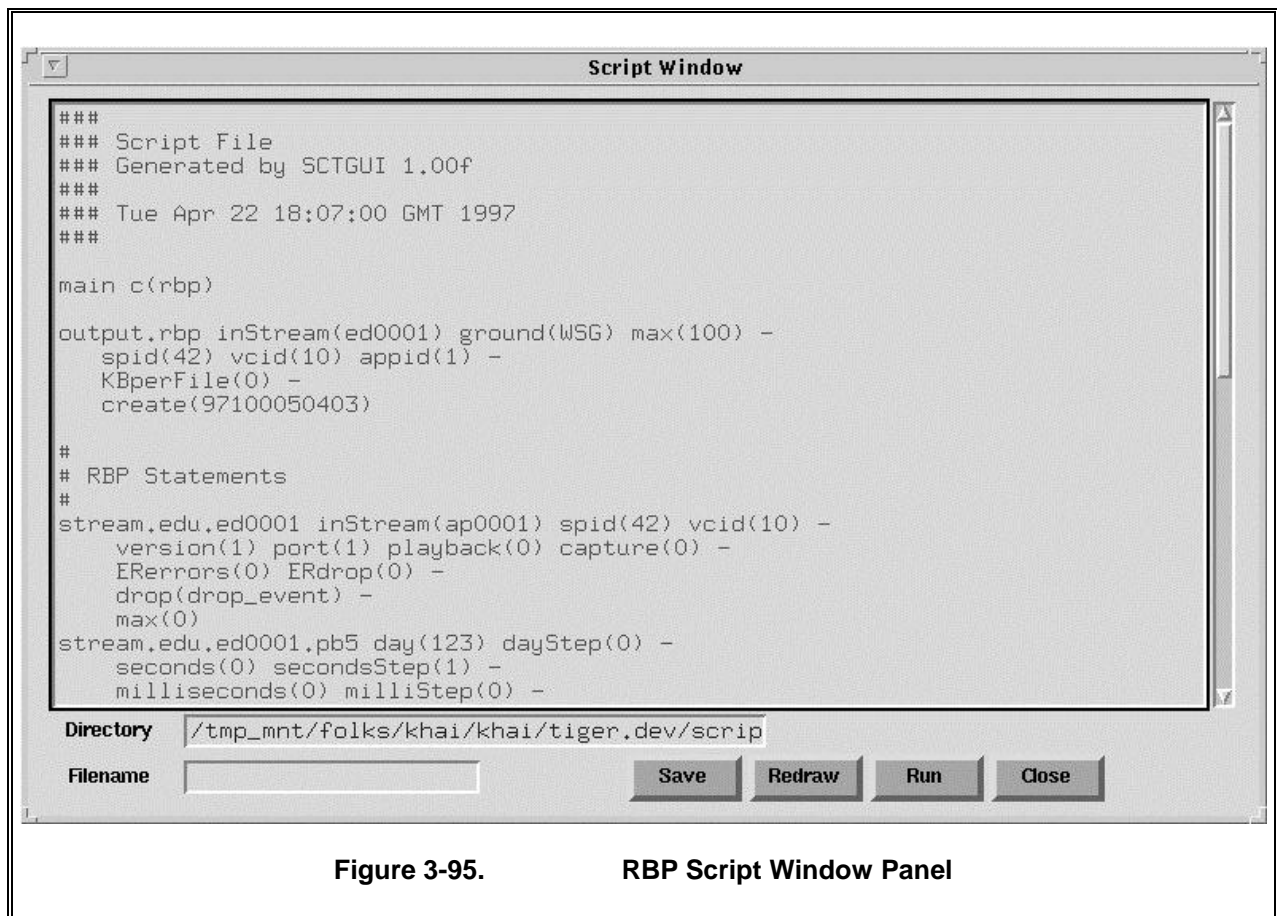 Script Window
###
### Script File
### Generated by SCTGUI 1.00f
###
### Tue Apr 22 18:07:00 GMT 1997
###
main c(rbp)
output.rbp inStream(ed0001) ground(WSG) max(100) -
spid(42) vcid(10) appid(1) -
KBperFile(0) -
create(97100050403)
#
# RBP Statements
#
stream.edu.ed0001 inStream(ap0001) spid(42) vcid(10) -
version(1) port(1) playback(0) capture(0) -
ERerrors(0) ERdrop(0) -
drop(drop_event) -
max(0)
stream.edu.ed0001.pb5 day(123) dayStep(0) -
seconds(0) secondsStep(1) -
milliseconds(0) milliStep(0) -
Directory /tmp_mnt/folks/khai/khai/tiger.dev/scrip
Filename Save Redraw Run Close
Figure 3-95. RBP Script Window Panel